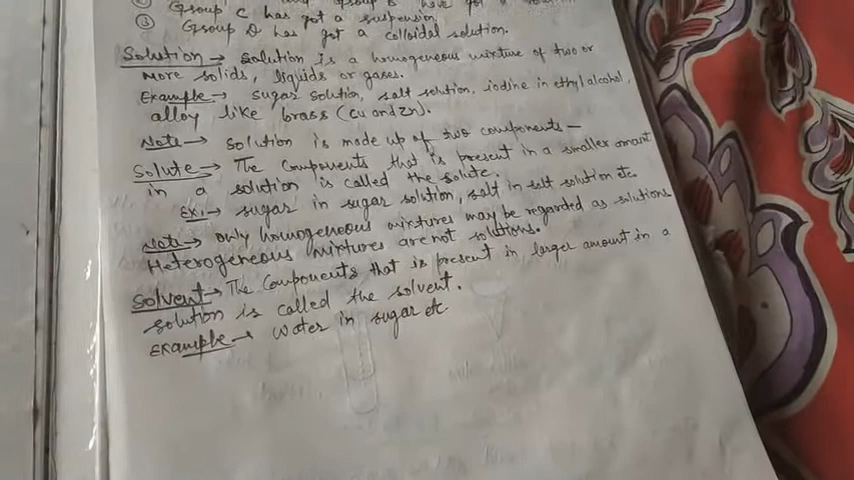 Group B have got a
③ Group C has got a suspension
Group D has got a colloidal solution.
Solution → Solution is a homogeneous mixture of two or
more solids, liquids or gases.
Example → sugar solution, salt solution, iodine in ethyl alcohol,
alloy like brass (Cu and Zn).
Note → solution is made up of two components —
Solute → The Components that is present in a smaller amount
in a solution is called the solute.
Ex,→ sugar in sugar solution, salt in salt solution etc.
Note → only homogeneous mixtures may be regarded as solutions
Heterogeneous mixtures are not solutions.
Solvent → The Components that is present in larger amount in a
solution is called the solvent.
Example → water in sugar etc